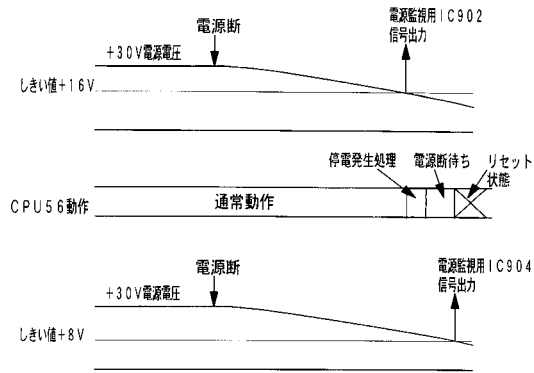 電源監視用IC902
信号出力
電源断
+30V電源電圧
しきい値+16V
停電発生処理
電源断待ち
リセット
状態
CPU56動作
通常動作
電源監視用IC904
信号出力
電源断
+30V電源電圧
しきい値+8V